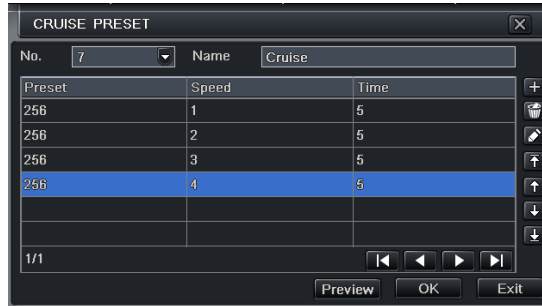 CRUISE PRESET
No. 7 Name Cruise
Preset Speed Time
256 1 5
256 2 5
256 3 5
256 4 5
1/1
Preview OK Exit